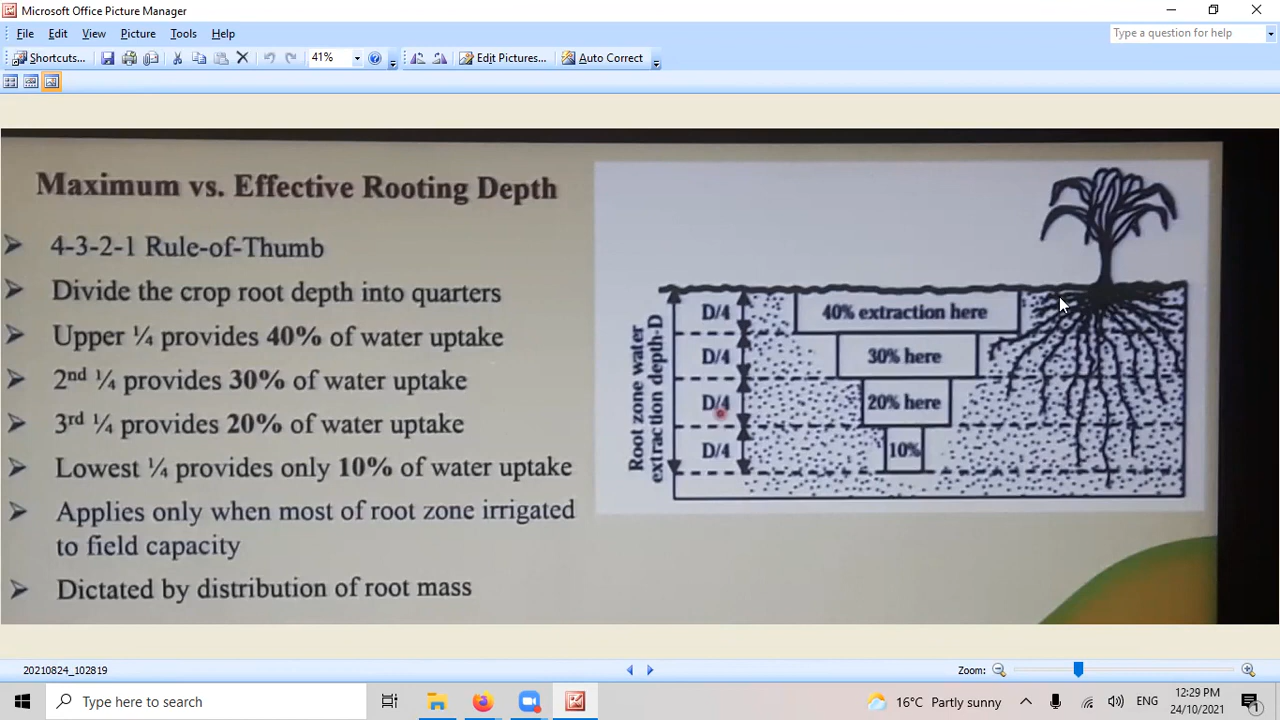 Microsoft Office Picture Manager
File Edit View Picture Tools Help
Type a question for help
Shortcuts... 41% Edit Pictures... Auto Correct
Maximum vs. Effective Rooting Depth
4-3-2-1 Rule-of-Thumb
Divide the crop root depth into quarters
Upper ¼ provides 40% of water uptake
2nd ¼ provides 30% of water uptake
3rd ¼ provides 20% of water uptake
Lowest ¼ provides only 10% of water uptake
Applies only when most of root zone irrigated
to field capacity
Dictated by distribution of root mass
Root zone water
extraction depth-D
D/4 40% extraction here
D/4 30% here
D/4 20% here
D/4 10%
20210824_102819
Zoom:
Type here to search
16°C Partly sunny
ENG
12:29 PM
24/10/2021
1